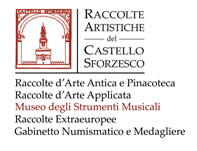 RACCOLTE
ARTISTICHE
del
CASTELLO
SFORZESCO
Raccolte d'Arte Antica e Pinacoteca
Raccolte d'Arte Applicata
Museo degli Strumenti Musicali
Raccolte Extraeuropee
Gabinetto Numismatico e Medagliere